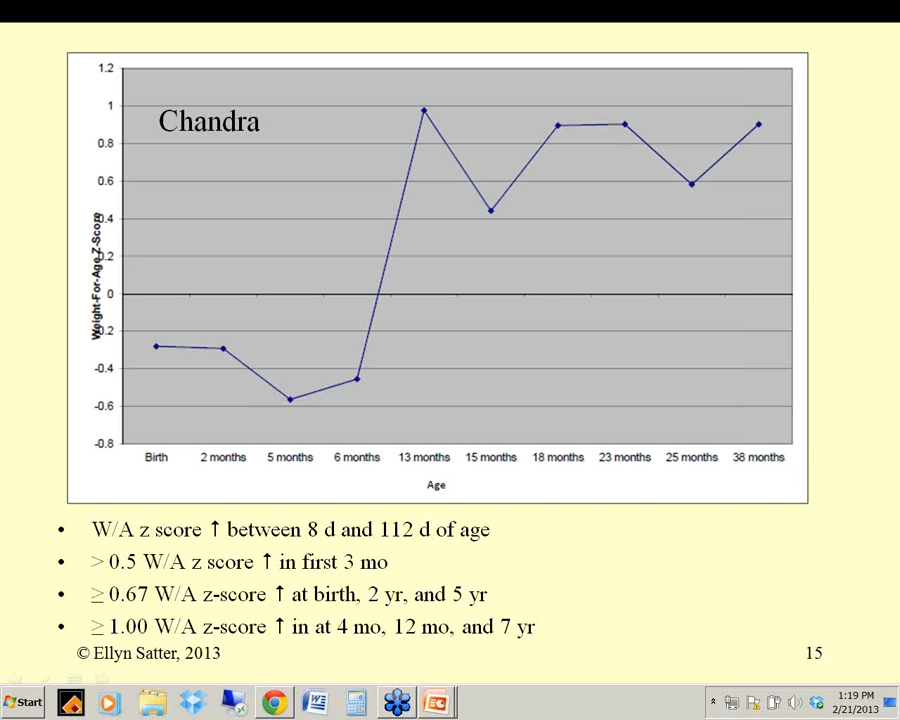 Chandra
1.2
1
0.8
0.6
0.4
0.2
0
-0.2
-0.4
-0.6
-0.8
Weight-For-Age Z-Score
Birth 2 months 5 months 6 months 13 months 15 months 18 months 23 months 25 months 38 months
Age
• W/A z score ↑ between 8 d and 112 d of age
• > 0.5 W/A z score ↑ in first 3 mo
• ≥ 0.67 W/A z-score ↑ at birth, 2 yr, and 5 yr
• ≥ 1.00 W/A z-score ↑ in at 4 mo, 12 mo, and 7 yr
© Ellyn Satter, 2013 15
Start
1:19 PM
2/21/2013